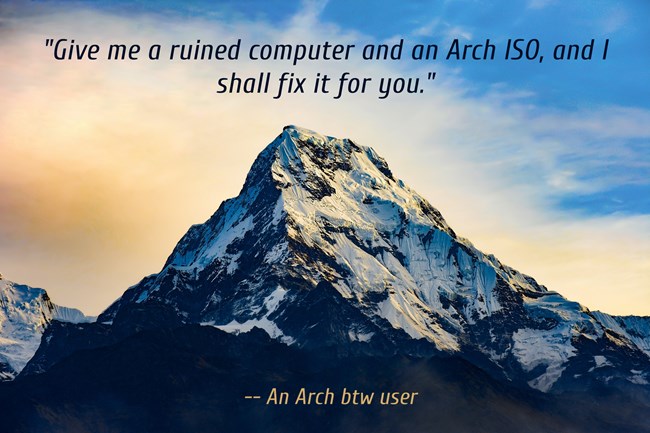 "Give me a ruined computer and an Arch ISO, and I
shall fix it for you."
-- An Arch btw user